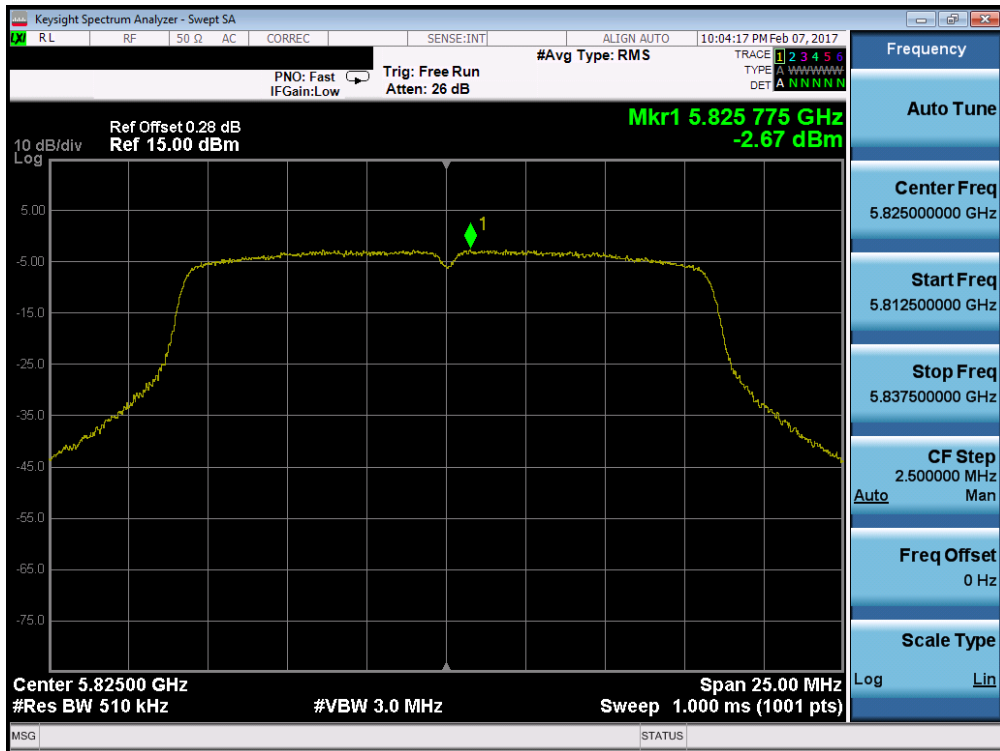 Keysight Spectrum Analyzer - Swept SA
LXI RL RF 50 Ω AC CORREC SENSE:INT ALIGN AUTO 10:04:17 PM Feb 07, 2017
#Avg Type: RMS
TRACE 1 2 3 4 5 6
PNO: Fast Trig: Free Run
TYPE A WWWWW
IFGain:Low Atten: 26 dB
DET A N N N N N
Mkr1 5.825 775 GHz
-2.67 dBm
Ref Offset 0.28 dB
10 dB/div Ref 15.00 dBm
Log
1
5.00
-5.00
-15.0
-25.0
-35.0
-45.0
-55.0
-65.0
-75.0
Center 5.82500 GHz Span 25.00 MHz
#Res BW 510 kHz #VBW 3.0 MHz Sweep 1.000 ms (1001 pts)
MSG STATUS
Frequency
Auto Tune
Center Freq
5.825000000 GHz
Start Freq
5.812500000 GHz
Stop Freq
5.837500000 GHz
CF Step
2.500000 MHz
Auto Man
Freq Offset
0 Hz
Scale Type
Log Lin